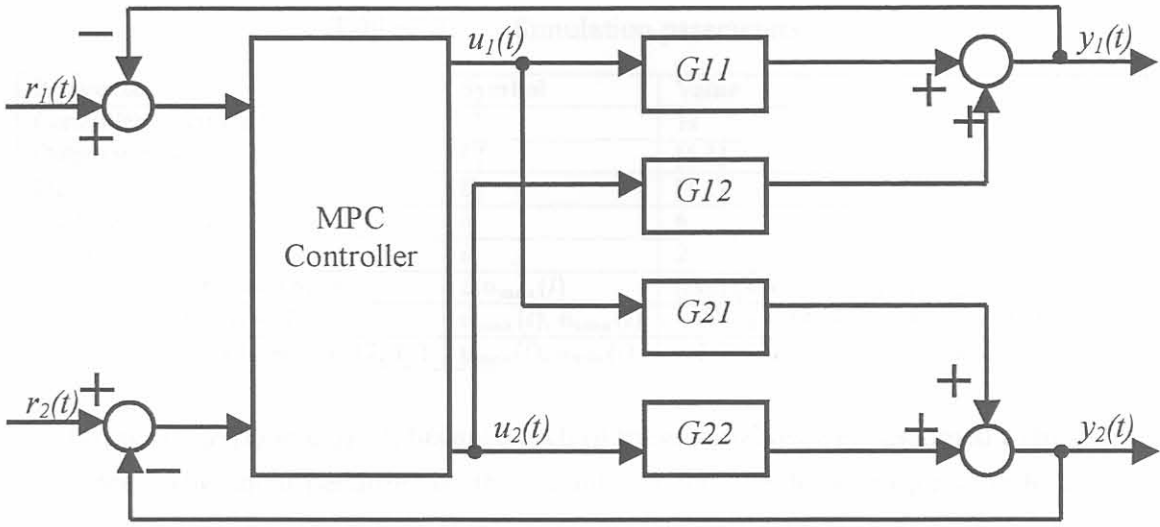 −
u₁(t)
y₁(t)
G11
r₁(t)
+
+
+
G12
MPC
Controller
G21
+
r₂(t)
+
u₂(t)
G22
+
y₂(t)
−